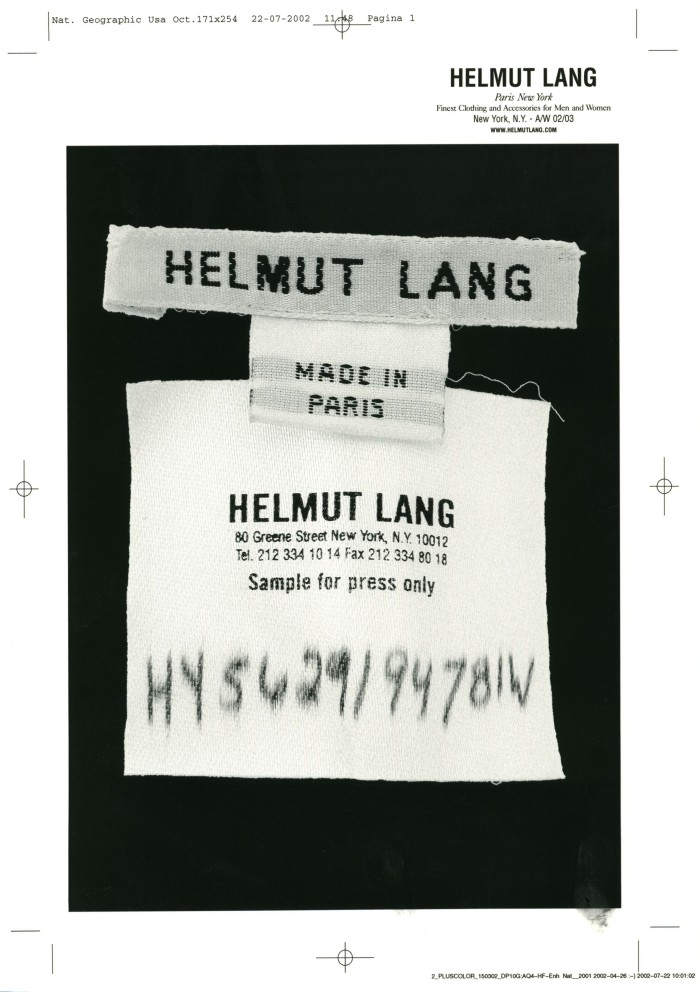 Nat. Geographic Usa Oct.171x254 22-07-2002 11:48 Pagina 1
HELMUT LANG
Paris New York
Finest Clothing and Accessories for Men and Women
New York, N.Y. - A/W 02/03
WWW.HELMUTLANG.COM
HELMUT LANG
MADE IN
PARIS
HELMUT LANG
80 Greene Street New York, N.Y. 10012
Tel. 212 334 10 14 Fax 212 334 80 18
Sample for press only
2_PLUSCOLOR_150302_DP10G:AQ4-HF-Enh Nat__2001 2002-04-26 :-) 2002-07-22 10:01:02